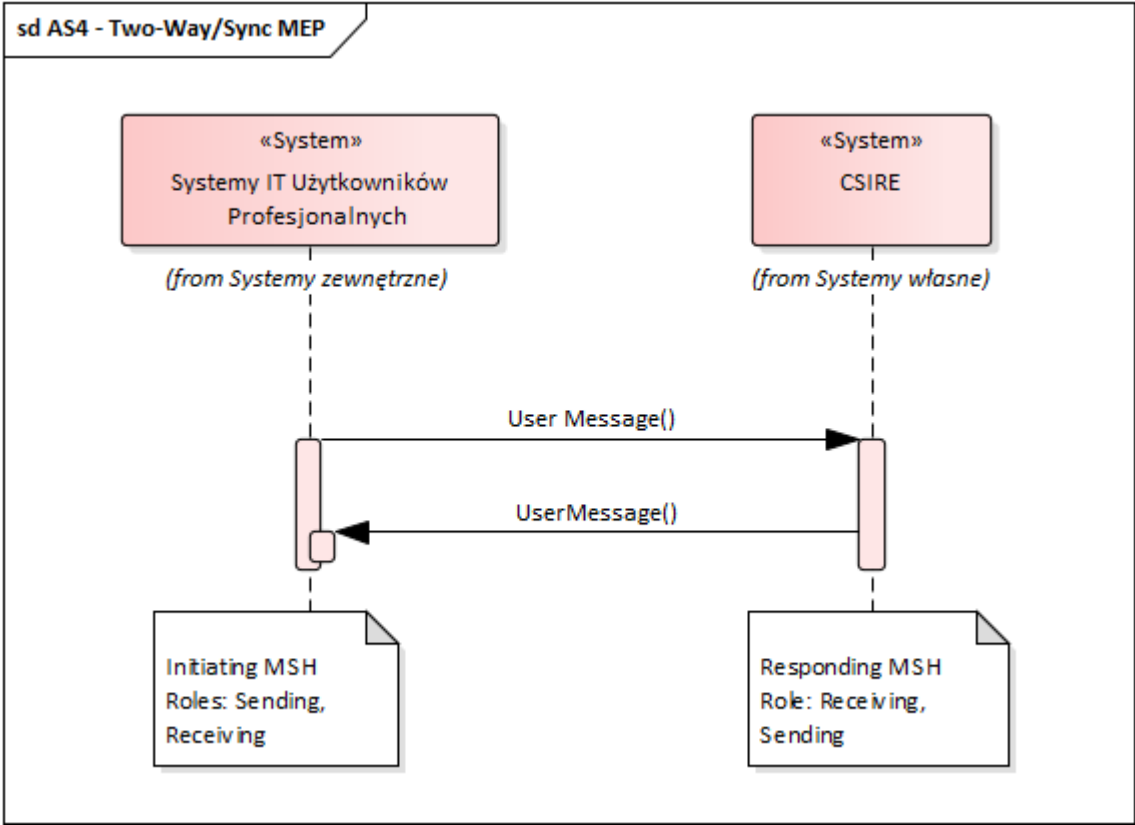 sd AS4 - Two-Way/Sync MEP
«System»
Systemy IT Użytkowników
Profesjonalnych
(from Systemy zewnętrzne)
«System»
CSIRE
(from Systemy własne)
User Message()
UserMessage()
Initiating MSH
Roles: Sending,
Receiving
Responding MSH
Role: Receiving,
Sending